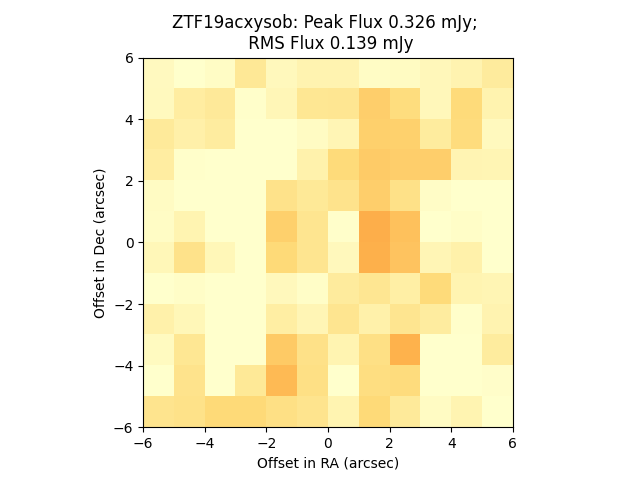 ZTF19acxysob: Peak Flux 0.326 mJy;
RMS Flux 0.139 mJy
6
4
2
0
−2
−4
−6
Offset in Dec (arcsec)
−6 −4 −2 0 2 4 6
Offset in RA (arcsec)